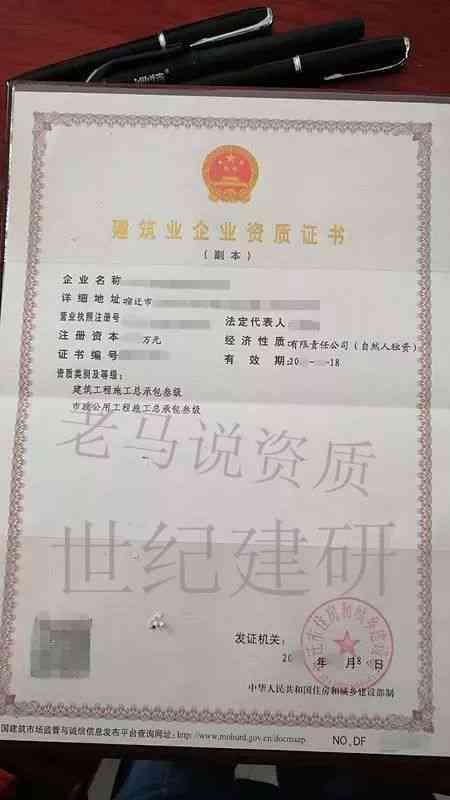 建筑业企业资质证书
（副本）
企业名称
详细地址:宿迁市
营业执照注册号 法定代表人
注册资本 万元 经济性质:有限责任公司（自然人独资）
证书编号 有效期:20 18
资质类别及等级:
建筑工程施工总承包叁级
市政公用工程施工总承包叁级
老马说资质
世纪建研
发证机关:
20 年 月8 日
中华人民共和国住房和城乡建设部制
国建筑市场监管与诚信信息发布平台查询网址:http://www.mohurd.gov.cn/docmaap
NO.DF